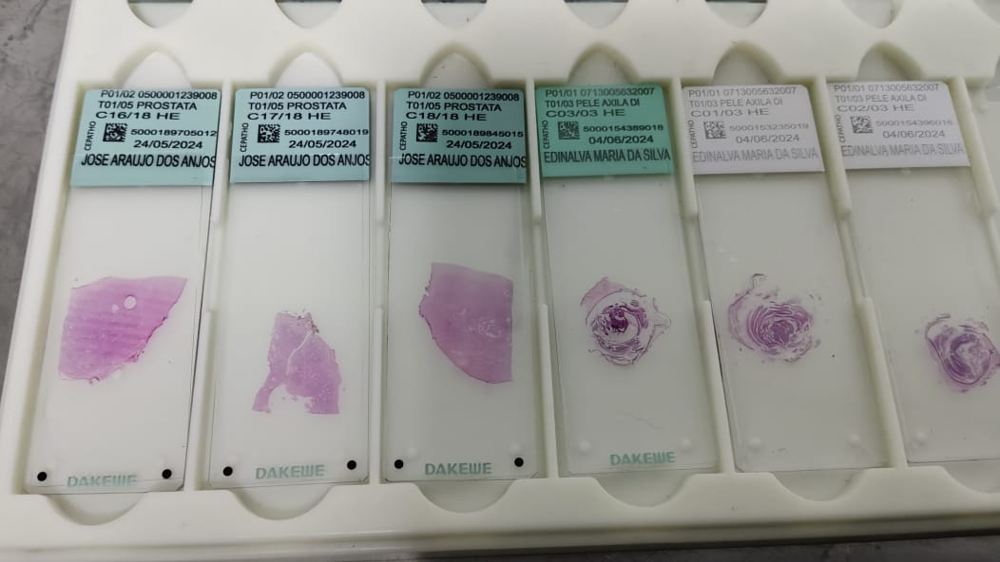 P01/02 0500001239008
T01/05 PROSTATA
C16/18 HE
CEPATHO
5000189705012
24/05/2024
JOSE ARAUJO DOS ANJOS
DAKEWE
P01/02 0500001239008
T01/05 PROSTATA
C17/18 HE
CEPATHO
5000189748019
24/05/2024
JOSE ARAUJO DOS ANJOS
DAKEWE
P01/02 0500001239008
T01/05 PROSTATA
C18/18 HE
CEPATHO
5000189845015
24/05/2024
JOSE ARAUJO DOS ANJOS
DAKEWE
P01/01 0713005632007
T01/03 PELE AXILA DI
C03/03 HE
CEPATHO
5000154389018
04/06/2024
EDINALVA MARIA DA SILVA
DAKEWE
P01/01 0713005632007
T01/03 PELE AXILA DI
C01/03 HE
CEPATHO
5000153235019
04/06/2024
EDINALVA MARIA DA SILVA
P01/01 0713005632007
T01/03 PELE AXILA DI
C02/03 HE
CEPATHO
5000154396016
04/06/2024
EDINALVA MARIA DA SILVA